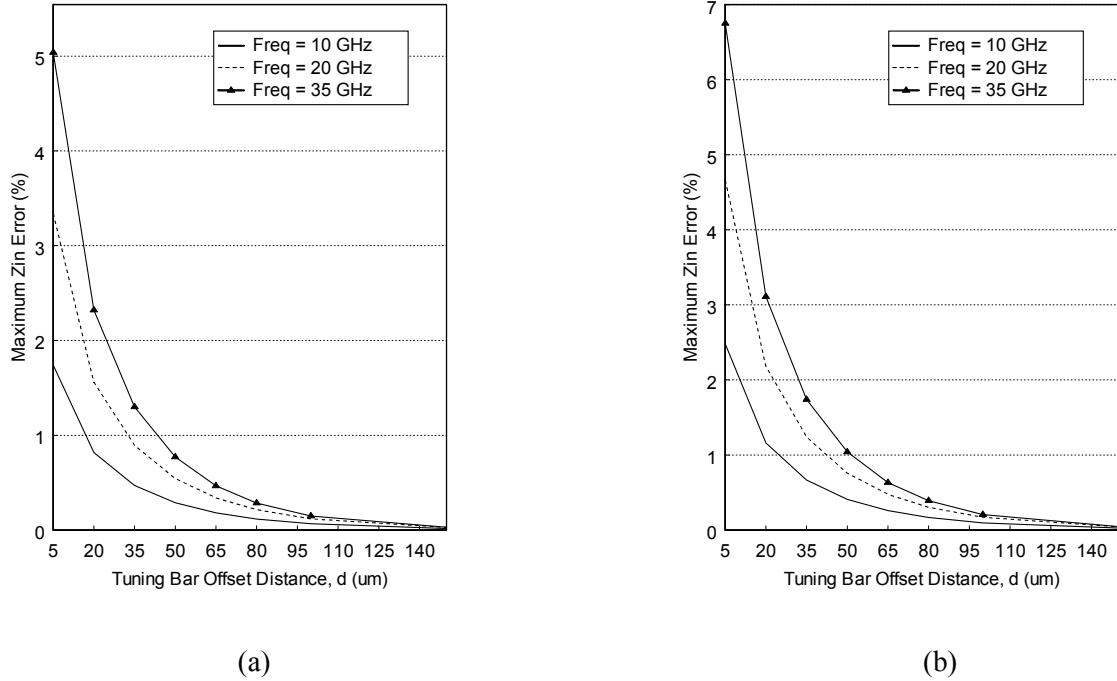 5
4
3
2
1
0
Maximum Zin Error (%)
Freq = 10 GHz
Freq = 20 GHz
Freq = 35 GHz
5 20 35 50 65 80 95 110 125 140
Tuning Bar Offset Distance, d (um)
(a)
7
6
5
4
3
2
1
0
Maximum Zin Error (%)
Freq = 10 GHz
Freq = 20 GHz
Freq = 35 GHz
5 20 35 50 65 80 95 110 125 140
Tuning Bar Offset Distance, d (um)
(b)